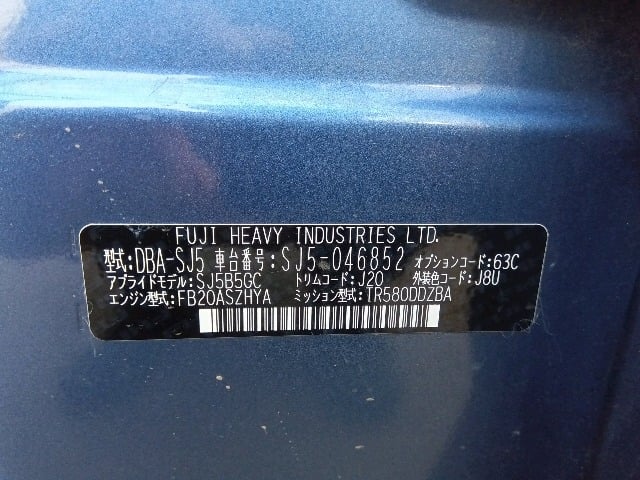 FUJI HEAVY INDUSTRIES LTD.
型式:DBA-SJ5 車台番号:SJ5-046852 オプションコード:63C
アプライドモデル:SJ5B5GC トリムコード:J20 外装色コード:J8U
エンジン型式:FB20ASZHYA ミッション型式:TR580DDZBA